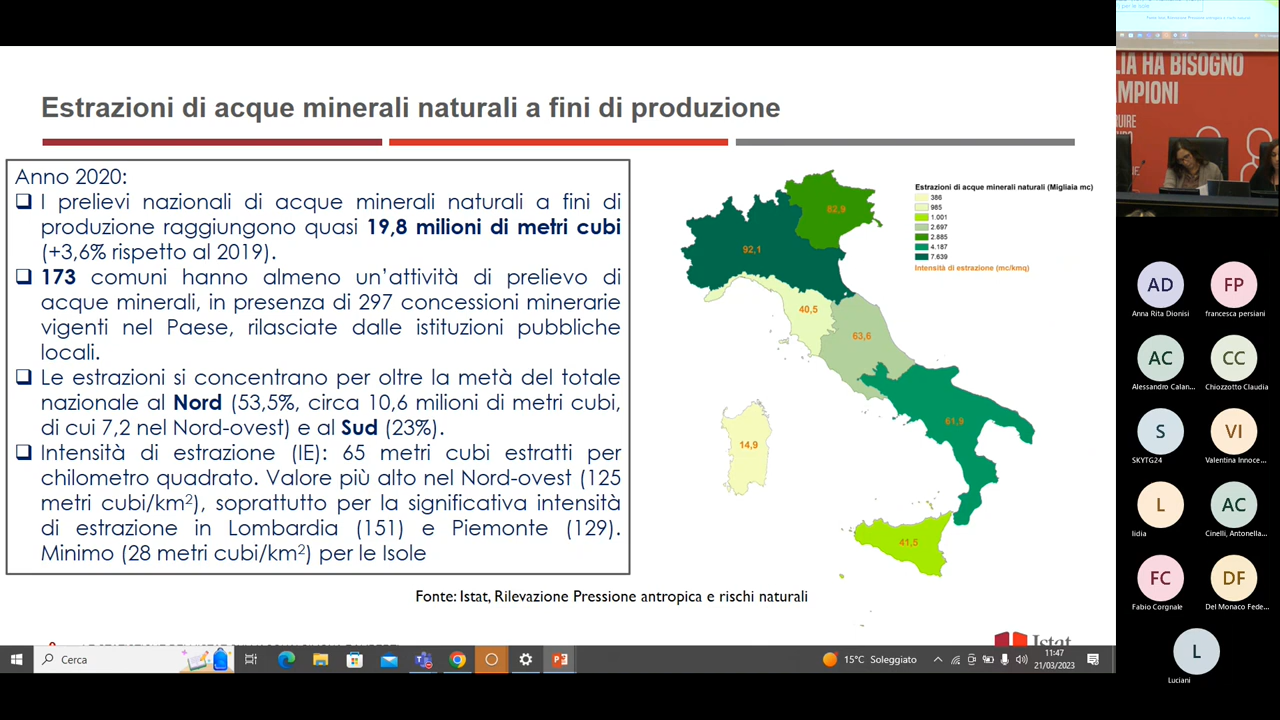 Estrazioni di acque minerali naturali a fini di produzione
Anno 2020:
❑ I prelievi nazionali di acque minerali naturali a fini di
produzione raggiungono quasi 19,8 milioni di metri cubi
(+3,6% rispetto al 2019).
❑ 173 comuni hanno almeno un'attività di prelievo di
acque minerali, in presenza di 297 concessioni minerarie
vigenti nel Paese, rilasciate dalle istituzioni pubbliche
locali.
❑ Le estrazioni si concentrano per oltre la metà del totale
nazionale al Nord (53,5%, circa 10,6 milioni di metri cubi,
di cui 7,2 nel Nord-ovest) e al Sud (23%).
❑ Intensità di estrazione (IE): 65 metri cubi estratti per
chilometro quadrato. Valore più alto nel Nord-ovest (125
metri cubi/km²), soprattutto per la significativa intensità
di estrazione in Lombardia (151) e Piemonte (129).
Minimo (28 metri cubi/km²) per le Isole
Estrazioni di acque minerali naturali (Migliaia mc)
386
985
1.001
2.697
2.885
4.187
7.639
Intensità di estrazione (mc/kmq)
62,9
92,1
40,5
63,6
61,9
14,9
41,5
Fonte: Istat, Rilevazione Pressione antropica e rischi naturali
Istat
Cerca
15°C Soleggiato
11:47
21/03/2023
LIA HA BISOGNO
MPIONI
AD
Anna Rita Dionisi
FP
francesca persiani
AC
Alessandro Calan...
CC
Chiozzotto Claudia
S
SKYTG24
VI
Valentina Innoce...
L
lidia
AC
Cinelli, Antonella...
FC
Fabio Corgnale
DF
Del Monaco Fede...
L
Luciani